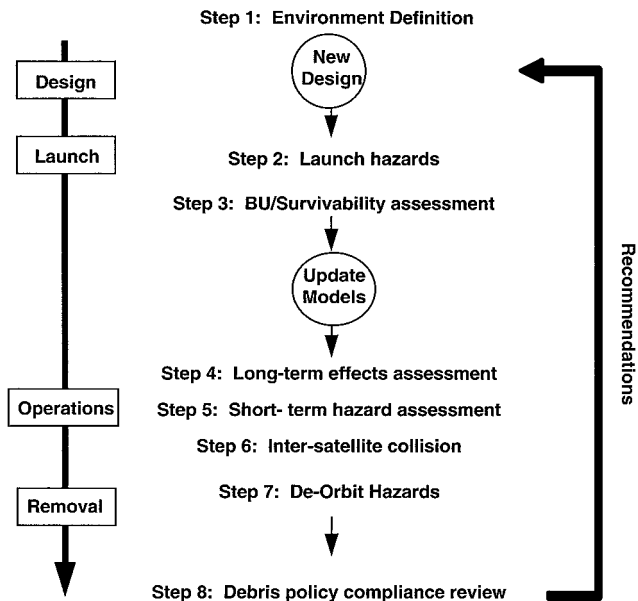 Step 1: Environment Definition
New
Design
Design
Launch
Step 2: Launch hazards
Step 3: BU/Survivability assessment
Update
Models
Recommendations
Step 4: Long-term effects assessment
Operations
Step 5: Short- term hazard assessment
Step 6: Inter-satellite collision
Step 7: De-Orbit Hazards
Removal
Step 8: Debris policy compliance review